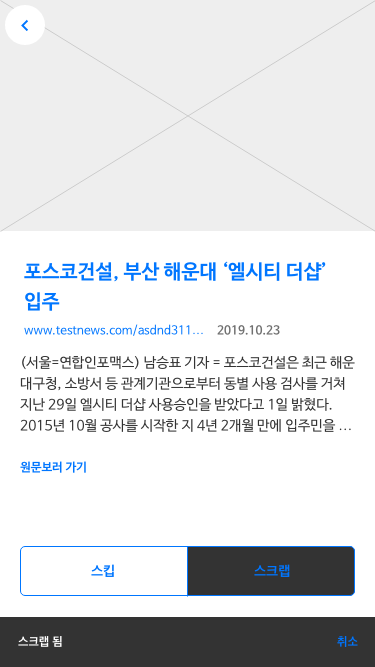 포스코건설, 부산 해운대 ‘엘시티 더샵’
입주
www.testnews.com/asdnd311... 2019.10.23
(서울=연합인포맥스) 남승표 기자 = 포스코건설은 최근 해운
대구청, 소방서 등 관계기관으로부터 동별 사용 검사를 거쳐
지난 29일 엘시티 더샵 사용승인을 받았다고 1일 밝혔다.
2015년 10월 공사를 시작한 지 4년 2개월 만에 입주민을 ...
원문보러 가기
스킵 스크랩
스크랩 됨 취소